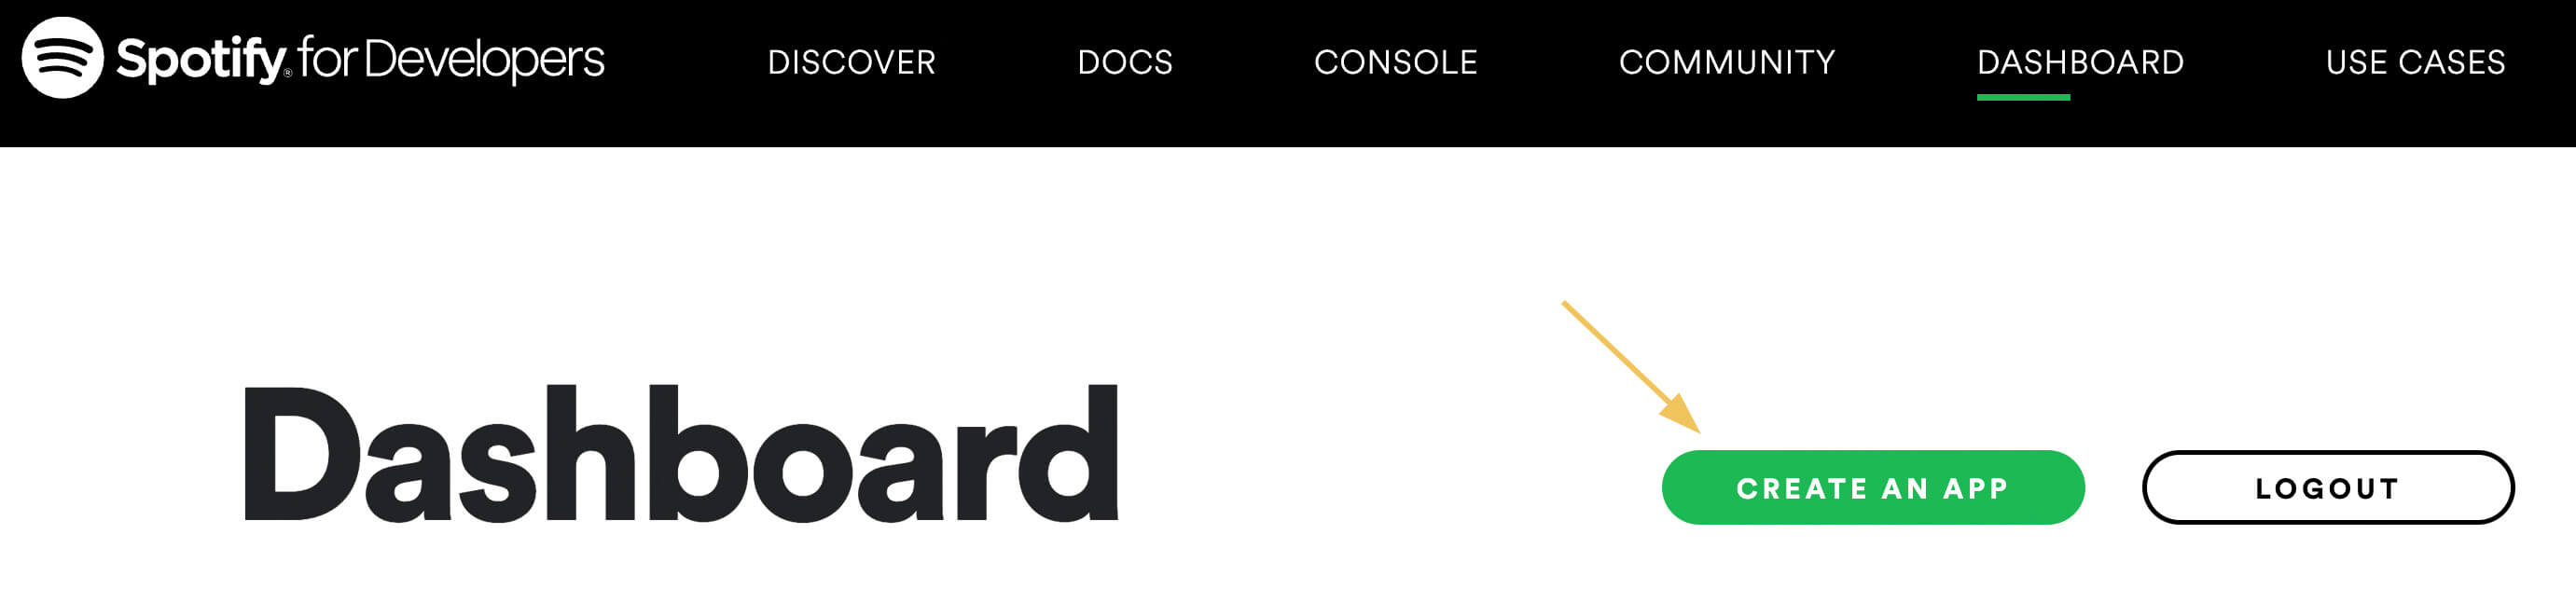 Spotify® for Developers DISCOVER DOCS CONSOLE COMMUNITY DASHBOARD USE CASES
Dashboard CREATE AN APP LOGOUT